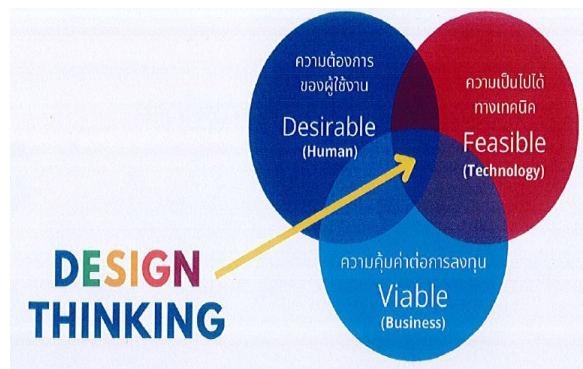 ความต้องการ
ของผู้ใช้งาน
Desirable
(Human)
ความเป็นไปได้
ทางเทคนิค
Feasible
(Technology)
ความคุ้มค่าต่อการลงทุน
Viable
(Business)
DESIGN
THINKING